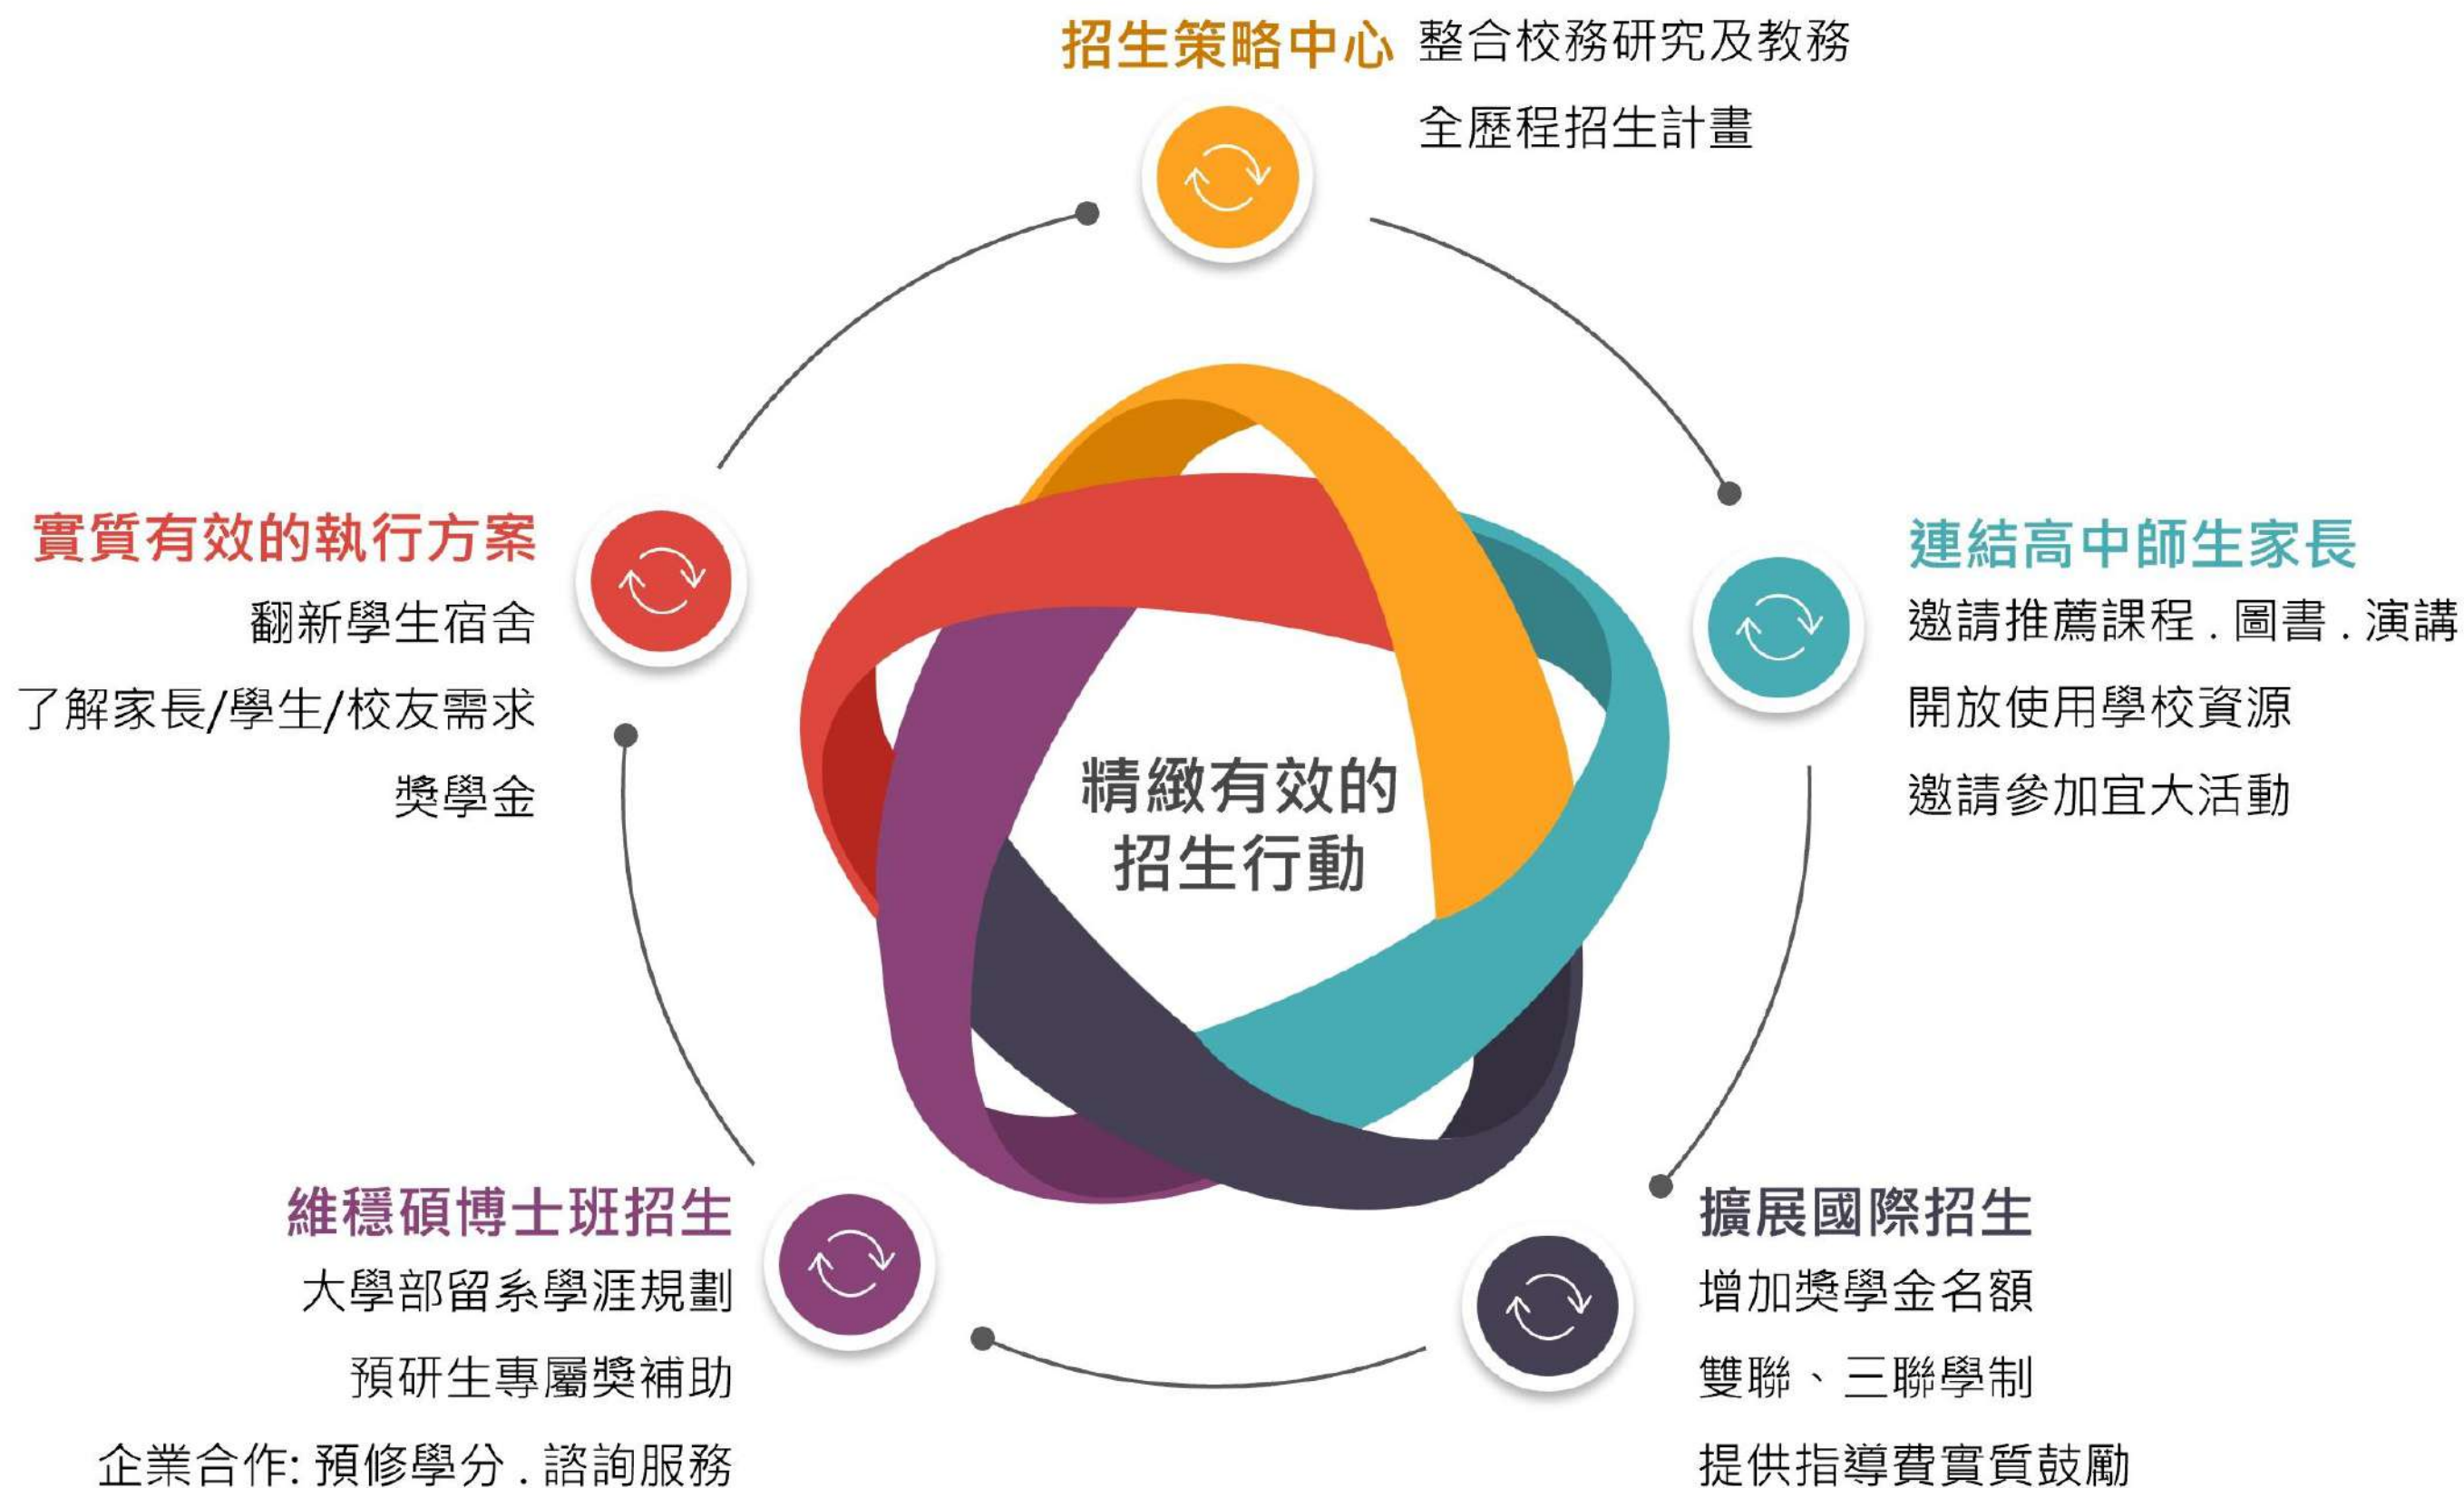 招生策略中心 整合校務研究及教務
全歷程招生計畫
實質有效的執行方案
翻新學生宿舍
了解家長/學生/校友需求
獎學金
連結高中師生家長
邀請推薦課程.圖書.演講
開放使用學校資源
邀請參加宜大活動
精緻有效的
招生行動
維穩碩博士班招生
大學部留系學涯規劃
預研生專屬獎補助
企業合作: 預修學分.諮詢服務
擴展國際招生
增加獎學金名額
雙聯、三聯學制
提供指導費實質鼓勵